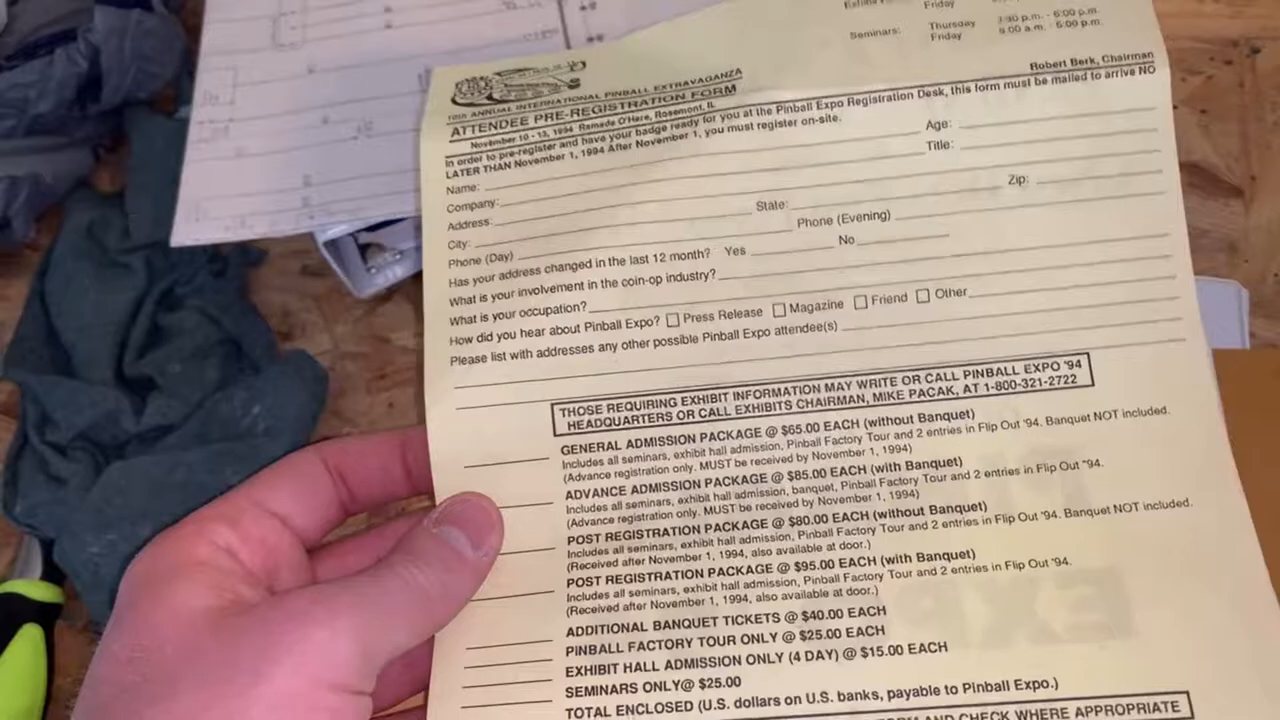 Friday
Seminars: Thursday 1:30 p.m. - 6:00 p.m.
Friday 9:00 a.m. - 6:00 p.m.
Robert Berk, Chairman
10th ANNUAL INTERNATIONAL PINBALL EXTRAVAGANZA
ATTENDEE PRE-REGISTRATION FORM
November 10 - 13, 1994 Ramada O'Hare, Rosemont, IL
In order to pre-register and have your badge ready for you at the Pinball Expo Registration Desk, this form must be mailed to arrive NO
LATER THAN November 1, 1994 After November 1, you must register on-site.
Name: Age:
Company: Title:
Address:
City: State: Zip:
Phone (Day) Phone (Evening)
Has your address changed in the last 12 month? Yes No
What is your involvement in the coin-op industry?
What is your occupation?
How did you hear about Pinball Expo? Press Release Magazine Friend Other
Please list with addresses any other possible Pinball Expo attendee(s)
THOSE REQUIRING EXHIBIT INFORMATION MAY WRITE OR CALL PINBALL EXPO '94
HEADQUARTERS OR CALL EXHIBITS CHAIRMAN, MIKE PACAK, AT 1-800-321-2722
GENERAL ADMISSION PACKAGE @ $65.00 EACH (without Banquet)
Includes all seminars, exhibit hall admission, Pinball Factory Tour and 2 entries in Flip Out '94. Banquet NOT included.
(Advance registration only. MUST be received by November 1, 1994)
ADVANCE ADMISSION PACKAGE @ $85.00 EACH (with Banquet)
Includes all seminars, exhibit hall admission, banquet, Pinball Factory Tour and 2 entries in Flip Out "94.
(Advance registration only. MUST be received by November 1, 1994)
POST REGISTRATION PACKAGE @ $80.00 EACH (without Banquet)
Includes all seminars, exhibit hall admission, Pinball Factory Tour and 2 entries in Flip Out '94. Banquet NOT included.
(Received after November 1, 1994, also available at door.)
POST REGISTRATION PACKAGE @ $95.00 EACH (with Banquet)
Includes all seminars, exhibit hall admission, Pinball Factory Tour and 2 entries in Flip Out '94.
(Received after November 1, 1994, also available at door.)
ADDITIONAL BANQUET TICKETS @ $40.00 EACH
PINBALL FACTORY TOUR ONLY @ $25.00 EACH
EXHIBIT HALL ADMISSION ONLY (4 DAY) @ $15.00 EACH
SEMINARS ONLY@ $25.00
TOTAL ENCLOSED (U.S. dollars on U.S. banks, payable to Pinball Expo.)
AND CHECK WHERE APPROPRIATE